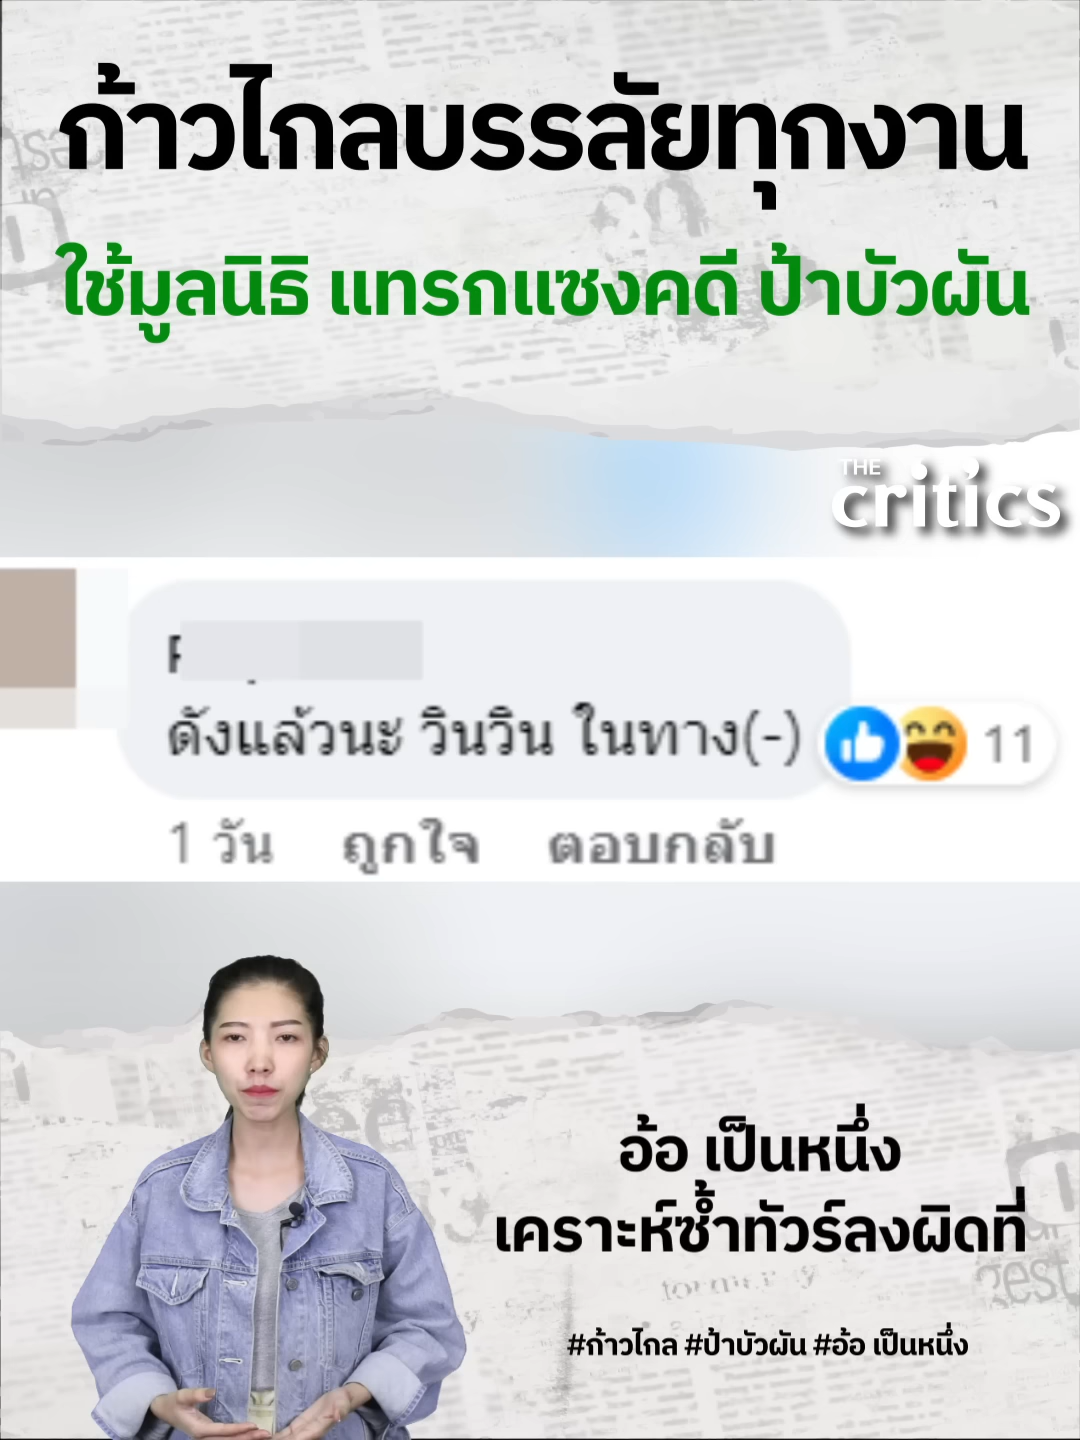 ก้าวไกลบรรลัยทุกงาน
ใช้มูลนิธิ แทรกแซงคดี ป้าบัวผัน
THE
critics
ดังแล้วนะ วินวิน ในทาง(-)
11
1 วัน ถูกใจ ตอบกลับ
อ้อ เป็นหนึ่ง
เคราะห์ซ้ำทัวร์ลงผิดที่
#ก้าวไกล #ป้าบัวผัน #อ้อ เป็นหนึ่ง